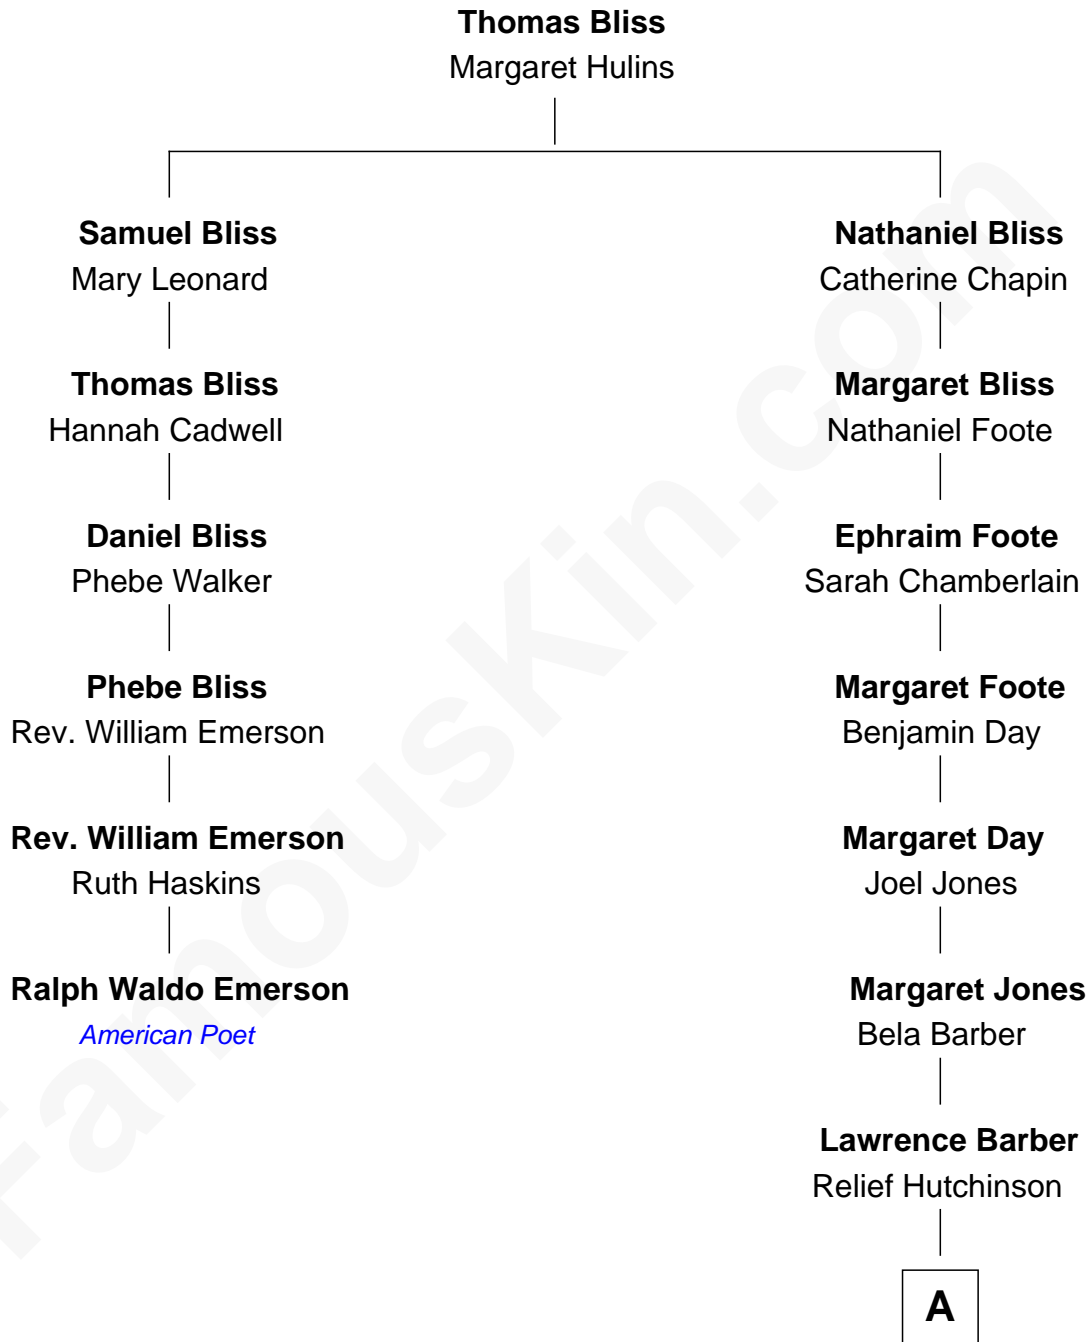 Thomas Bliss
Margaret Hulins
Samuel Bliss
Mary Leonard
Thomas Bliss
Hannah Cadwell
Daniel Bliss
Phebe Walker
Phebe Bliss
Rev. William Emerson
Rev. William Emerson
Ruth Haskins
Ralph Waldo Emerson
American Poet
Nathaniel Bliss
Catherine Chapin
Margaret Bliss
Nathaniel Foote
Ephraim Foote
Sarah Chamberlain
Margaret Foote
Benjamin Day
Margaret Day
Joel Jones
Margaret Jones
Bela Barber
Lawrence Barber
Relief Hutchinson
A
FamousKin.com